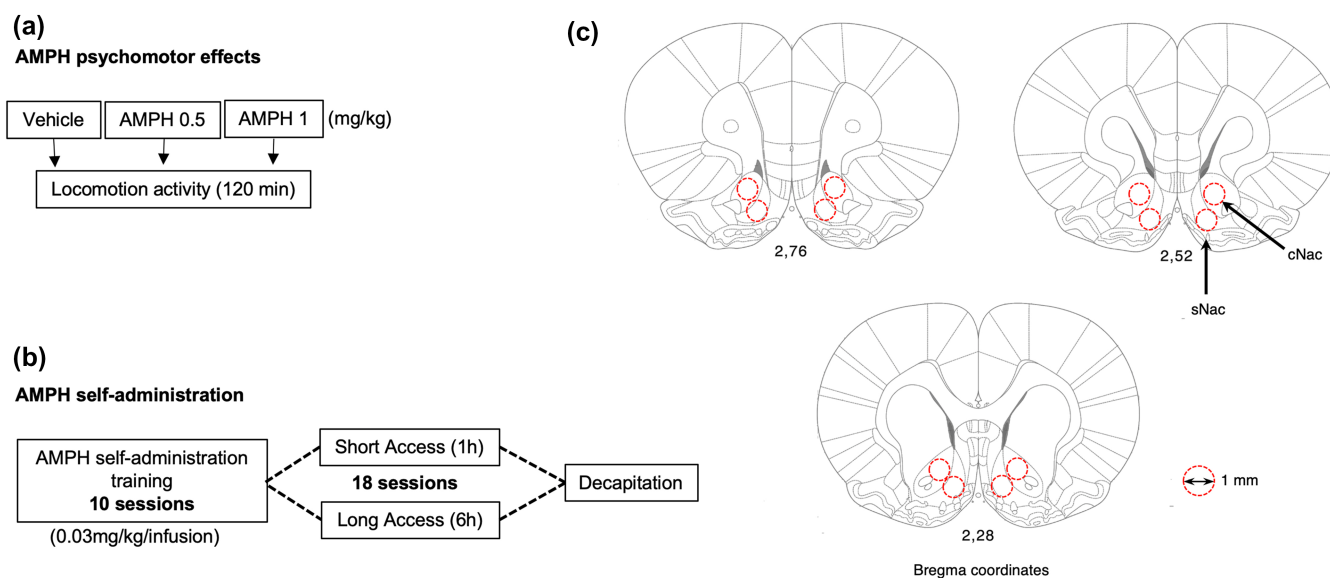 (a)
AMPH psychomotor effects
Vehicle
AMPH 0.5
AMPH 1
(mg/kg)
Locomotion activity (120 min)
(b)
AMPH self-administration
AMPH self-administration
training
10 sessions
(0.03mg/kg/infusion)
Short Access (1h)
18 sessions
Long Access (6h)
Decapitation
(c)
2,76
2,52
cNac
sNac
2,28
1 mm
Bregma coordinates